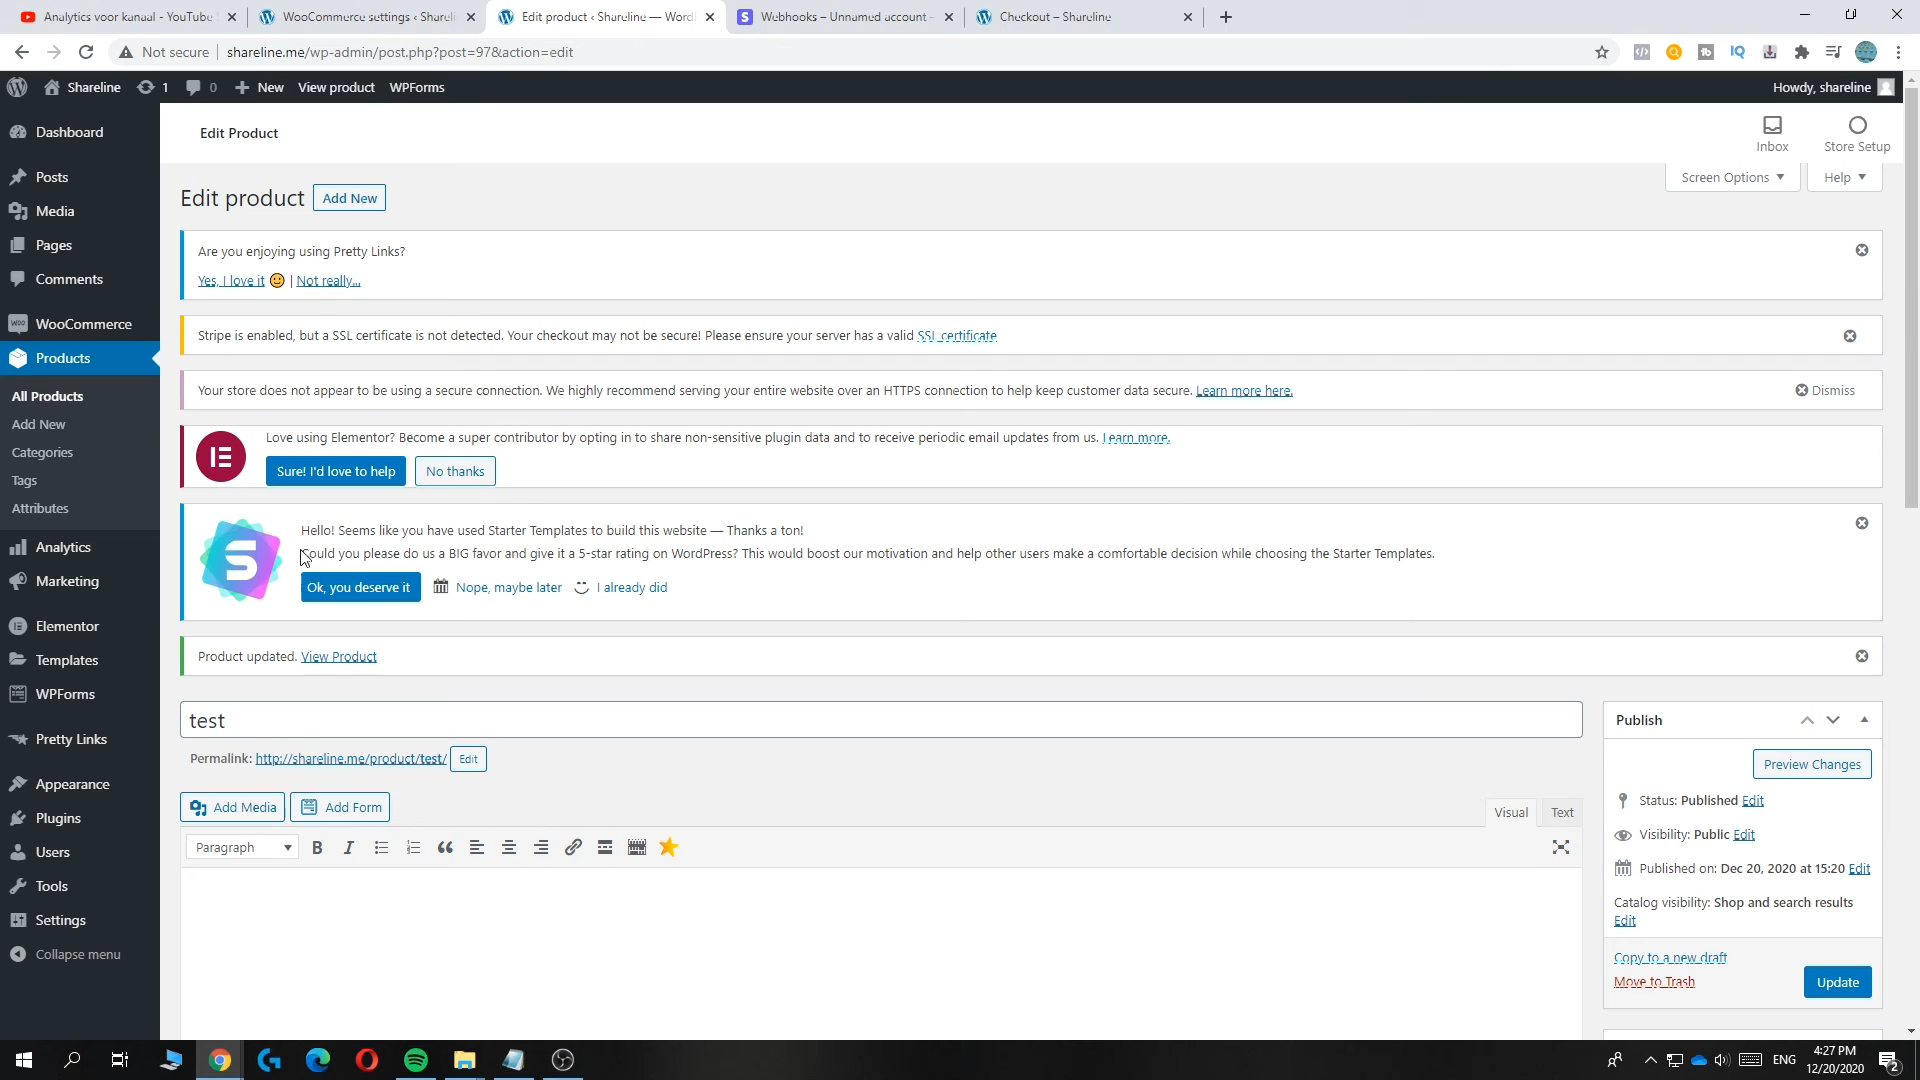 Analytics voor kanaal - YouTube
WooCommerce settings ‹ Shareli
Edit product ‹ Shareline — Word
Webhooks – Unnamed account -
Checkout – Shareline
Not secure
shareline.me/wp-admin/post.php?post=97&action=edit
Shareline
1
0
New
View product
WPForms
Howdy, shareline
Dashboard
Posts
Media
Pages
Comments
WooCommerce
Products
All Products
Add New
Categories
Tags
Attributes
Analytics
Marketing
Elementor
Templates
WPForms
Pretty Links
Appearance
Plugins
Users
Tools
Settings
Collapse menu
Edit Product
Inbox
Store Setup
Screen Options
Help
Edit product
Add New
Are you enjoying using Pretty Links?
Yes, I love it 🙂 | Not really...
Stripe is enabled, but a SSL certificate is not detected. Your checkout may not be secure! Please ensure your server has a valid SSL certificate
Your store does not appear to be using a secure connection. We highly recommend serving your entire website over an HTTPS connection to help keep customer data secure. Learn more here.
Dismiss
Love using Elementor? Become a super contributor by opting in to share non-sensitive plugin data and to receive periodic email updates from us. Learn more.
Sure! I'd love to help
No thanks
Hello! Seems like you have used Starter Templates to build this website — Thanks a ton!
Could you please do us a BIG favor and give it a 5-star rating on WordPress? This would boost our motivation and help other users make a comfortable decision while choosing the Starter Templates.
Ok, you deserve it
Nope, maybe later
I already did
Product updated. View Product
test
Permalink: http://shareline.me/product/test/
Edit
Add Media
Add Form
Visual
Text
Paragraph
Publish
Preview Changes
Status: Published Edit
Visibility: Public Edit
Published on: Dec 20, 2020 at 15:20 Edit
Catalog visibility: Shop and search results
Edit
Copy to a new draft
Move to Trash
Update
ENG
4:27 PM
12/20/2020
2